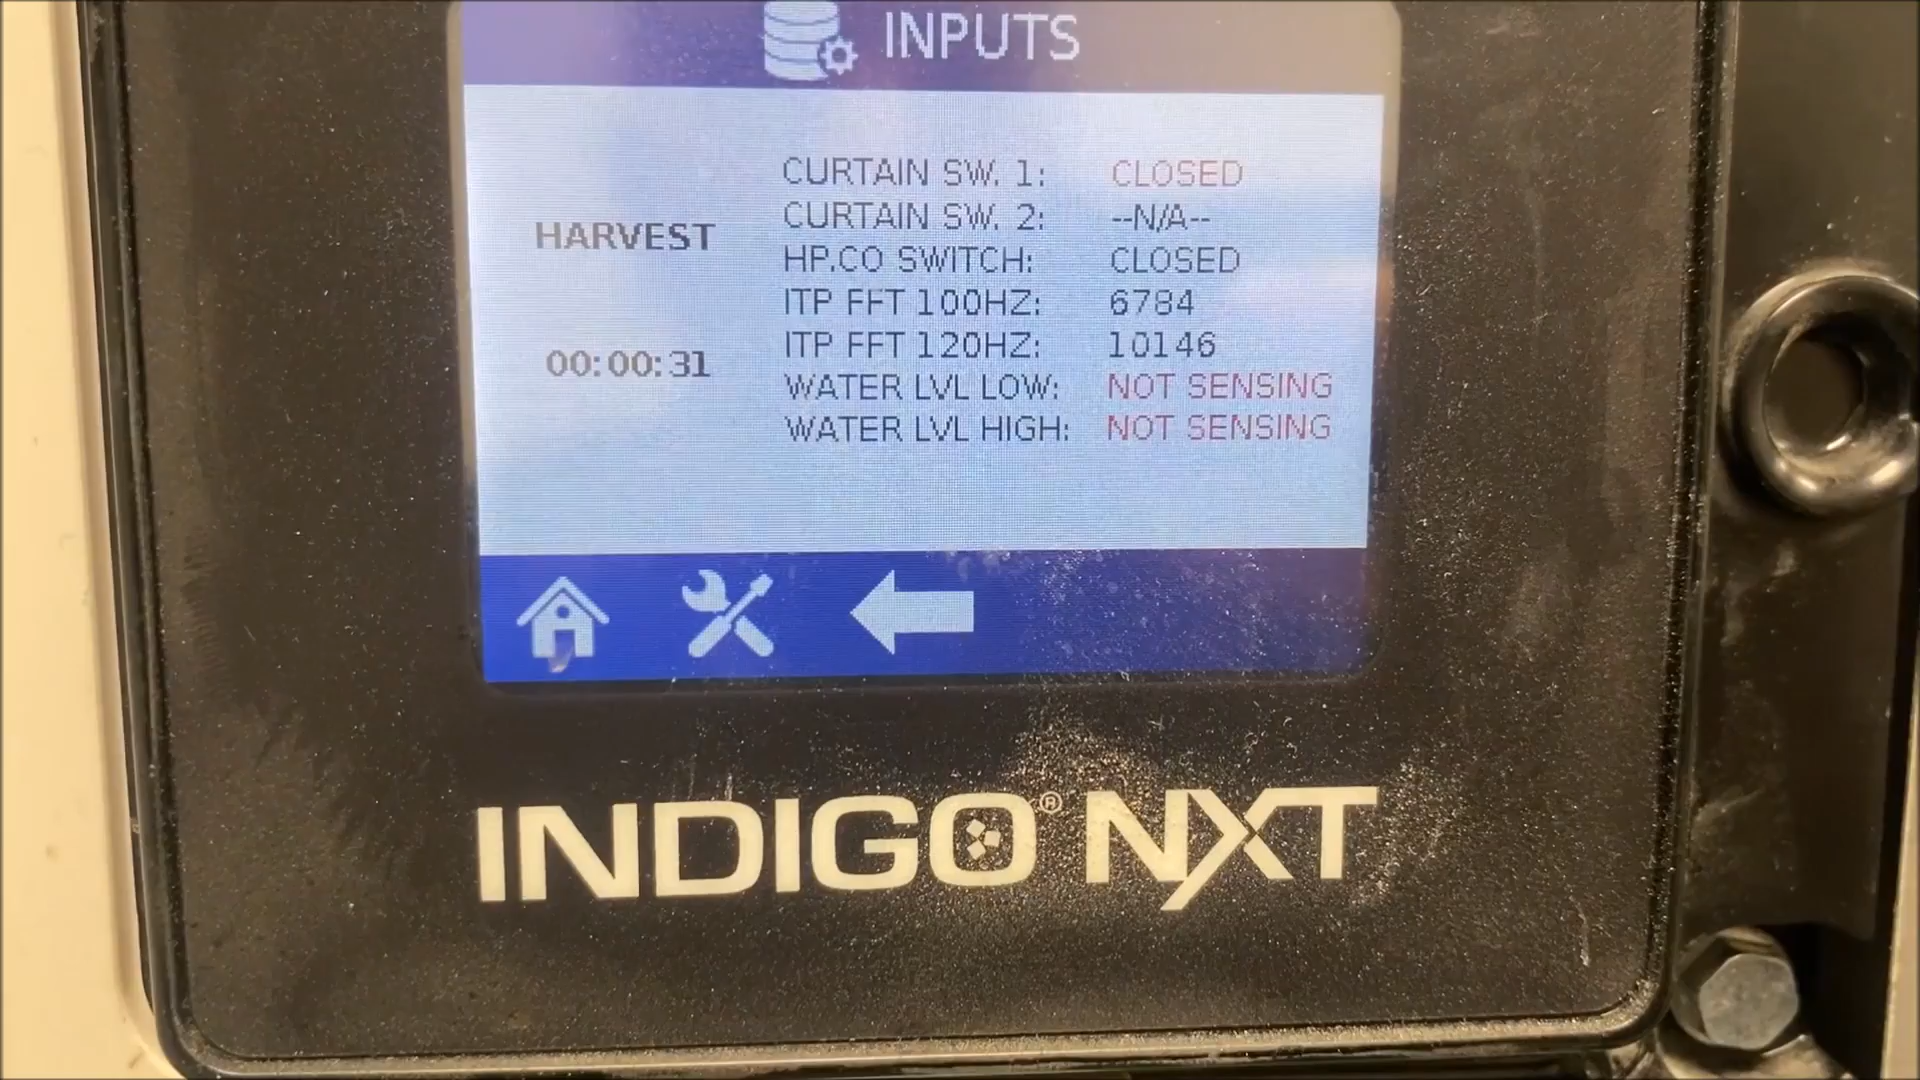 INPUTS
HARVEST
00:00:31
CURTAIN SW. 1: CLOSED
CURTAIN SW. 2: --N/A--
HP.CO SWITCH: CLOSED
ITP FFT 100HZ: 6784
ITP FFT 120HZ: 10146
WATER LVL LOW: NOT SENSING
WATER LVL HIGH: NOT SENSING
INDIGO® NXT